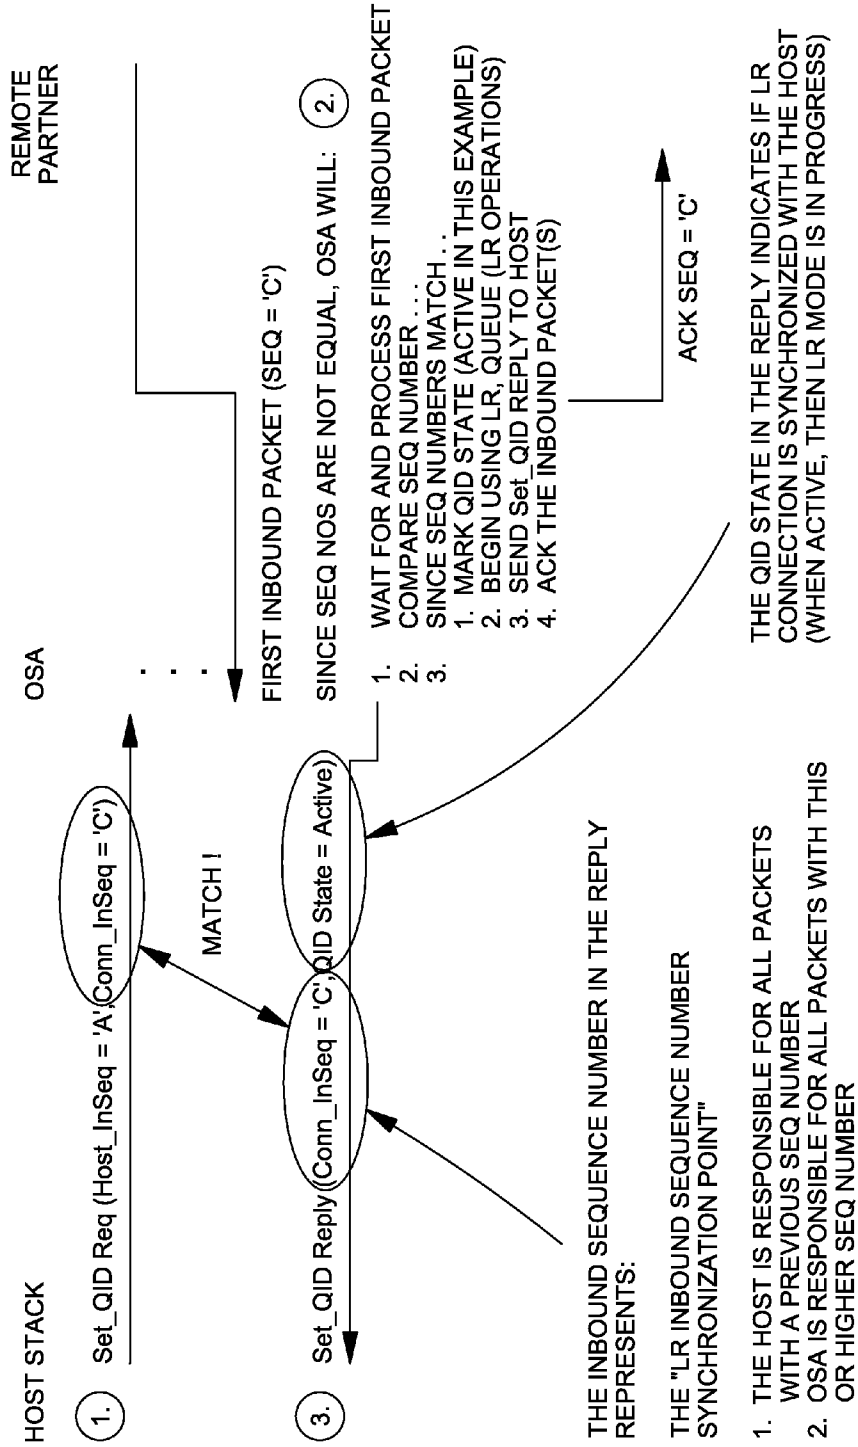 HOST STACK
OSA
REMOTE
PARTNER
1.
Set_QID Req (Host_InSeq = 'A',Conn_InSeq = 'C')
. . .
MATCH !
FIRST INBOUND PACKET (SEQ = 'C')
SINCE SEQ NOS ARE NOT EQUAL, OSA WILL:
2.
3.
Set_QID Reply (Conn_InSeq = 'C',QID State = Active)
1. WAIT FOR AND PROCESS FIRST INBOUND PACKET
2. COMPARE SEQ NUMBER . . .
3. SINCE SEQ NUMBERS MATCH . . .
1. MARK QID STATE (ACTIVE IN THIS EXAMPLE)
2. BEGIN USING LR, QUEUE (LR OPERATIONS)
3. SEND Set_QID REPLY TO HOST
4. ACK THE INBOUND PACKET(S)
ACK SEQ = 'C'
THE INBOUND SEQUENCE NUMBER IN THE REPLY
REPRESENTS:
THE "LR INBOUND SEQUENCE NUMBER
SYNCHRONIZATION POINT"
1. THE HOST IS RESPONSIBLE FOR ALL PACKETS
WITH A PREVIOUS SEQ NUMBER
2. OSA IS RESPONSIBLE FOR ALL PACKETS WITH THIS
OR HIGHER SEQ NUMBER
THE QID STATE IN THE REPLY INDICATES IF LR
CONNECTION IS SYNCHRONIZED WITH THE HOST
(WHEN ACTIVE, THEN LR MODE IS IN PROGRESS)